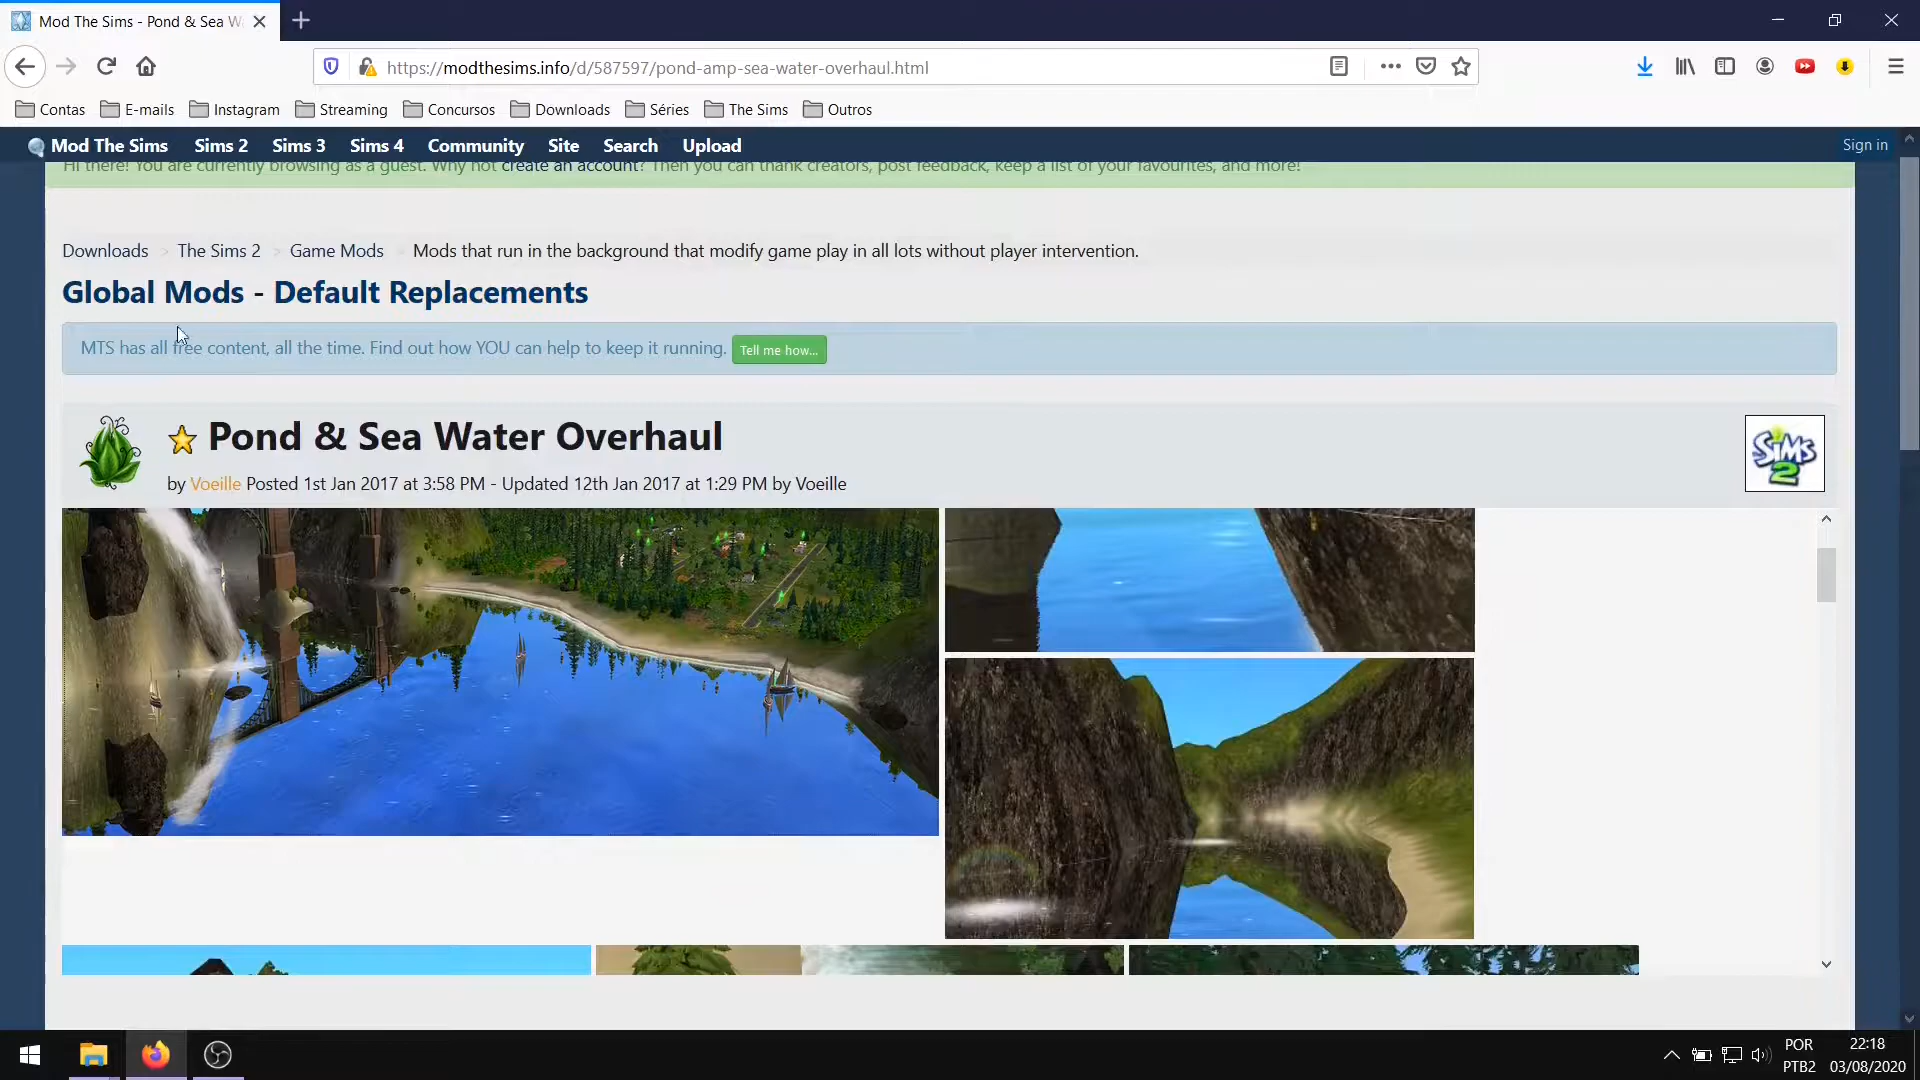 Mod The Sims - Pond & Sea W
https://modthesims.info/d/587597/pond-amp-sea-water-overhaul.html
Contas E-mails Instagram Streaming Concursos Downloads Séries The Sims Outros
Mod The Sims Sims 2 Sims 3 Sims 4 Community Site Search Upload Sign in
Hi there! You are currently browsing as a guest. Why not create an account? Then you can thank creators, post feedback, keep a list of your favourites, and more!
Downloads The Sims 2 Game Mods Mods that run in the background that modify game play in all lots without player intervention.
Global Mods - Default Replacements
MTS has all free content, all the time. Find out how YOU can help to keep it running. Tell me how...
Pond & Sea Water Overhaul
by Voeille Posted 1st Jan 2017 at 3:58 PM - Updated 12th Jan 2017 at 1:29 PM by Voeille
SiMS
2
POR 22:18
PTB2 03/08/2020